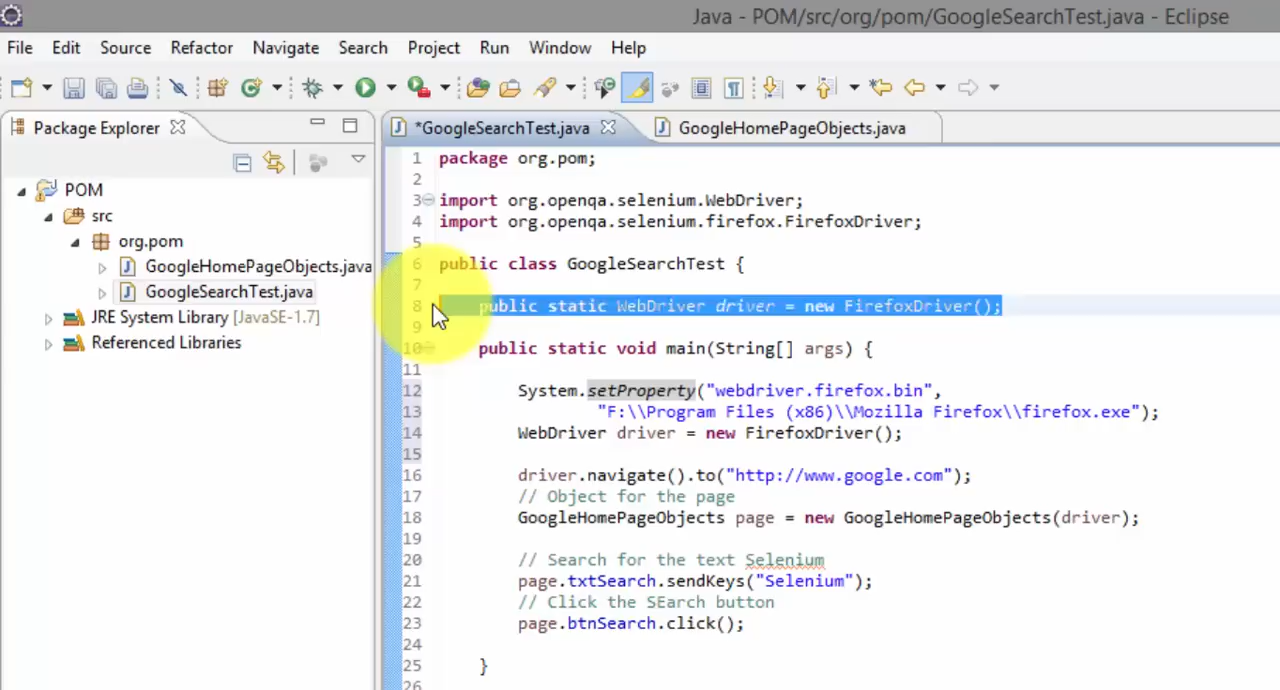 Java - POM/src/org/pom/GoogleSearchTest.java - Eclipse
File Edit Source Refactor Navigate Search Project Run Window Help
Package Explorer
*GoogleSearchTest.java
GoogleHomePageObjects.java
POM
src
org.pom
GoogleHomePageObjects.java
GoogleSearchTest.java
JRE System Library [JavaSE-1.7]
Referenced Libraries
1 package org.pom;
2
3 import org.openqa.selenium.WebDriver;
4 import org.openqa.selenium.firefox.FirefoxDriver;
5
6 public class GoogleSearchTest {
7
8 public static WebDriver driver = new FirefoxDriver();
9
10 public static void main(String[] args) {
11
12 System.setProperty("webdriver.firefox.bin",
13 "F:\\Program Files (x86)\\Mozilla Firefox\\firefox.exe");
14 WebDriver driver = new FirefoxDriver();
15
16 driver.navigate().to("http://www.google.com");
17 // Object for the page
18 GoogleHomePageObjects page = new GoogleHomePageObjects(driver);
19
20 // Search for the text Selenium
21 page.txtSearch.sendKeys("Selenium");
22 // Click the SEarch button
23 page.btnSearch.click();
24
25 }
26